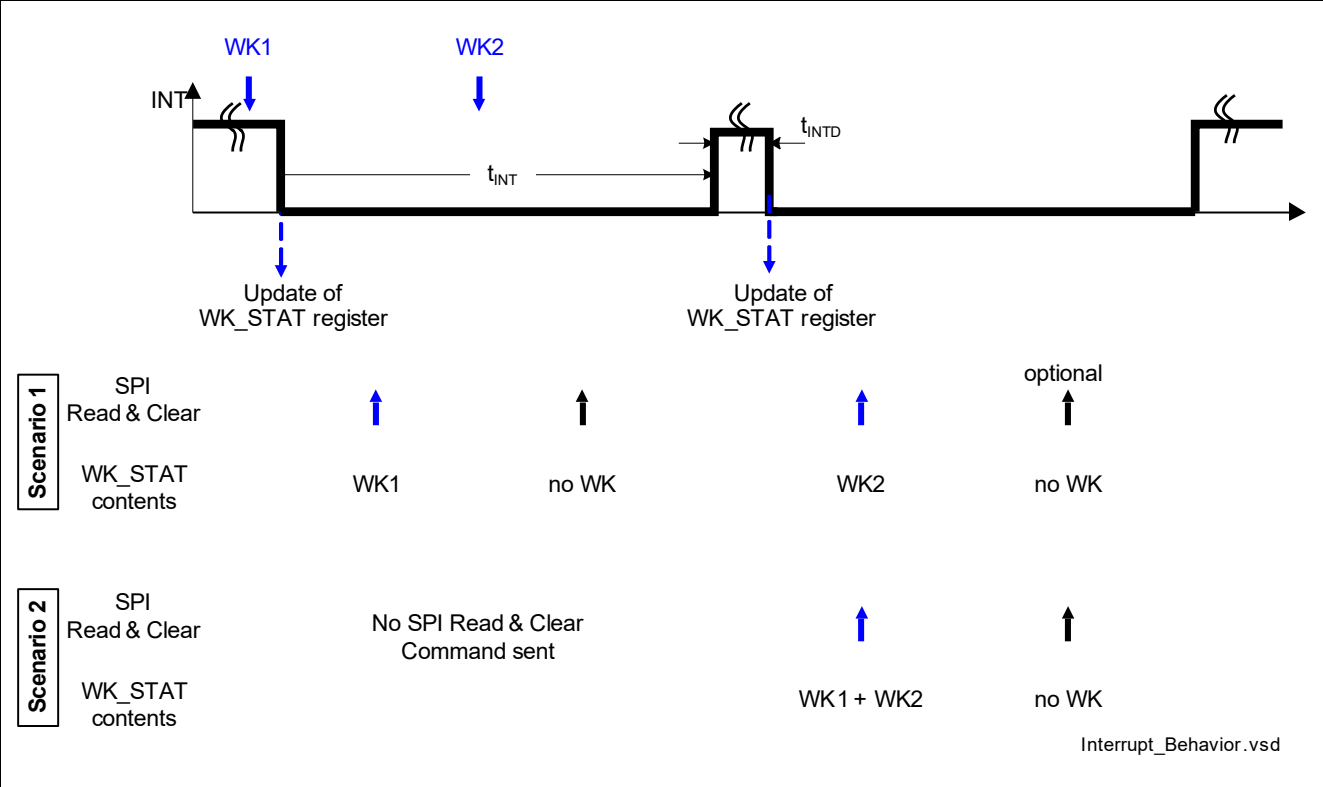 WK1
WK2
INT
tINTD
tINT
Update of
WK_STAT register
Update of
WK_STAT register
Scenario 1
SPI
Read & Clear
optional
WK_STAT
contents
WK1
no WK
WK2
no WK
Scenario 2
SPI
Read & Clear
No SPI Read & Clear
Command sent
WK_STAT
contents
WK1 + WK2
no WK
Interrupt_Behavior.vsd